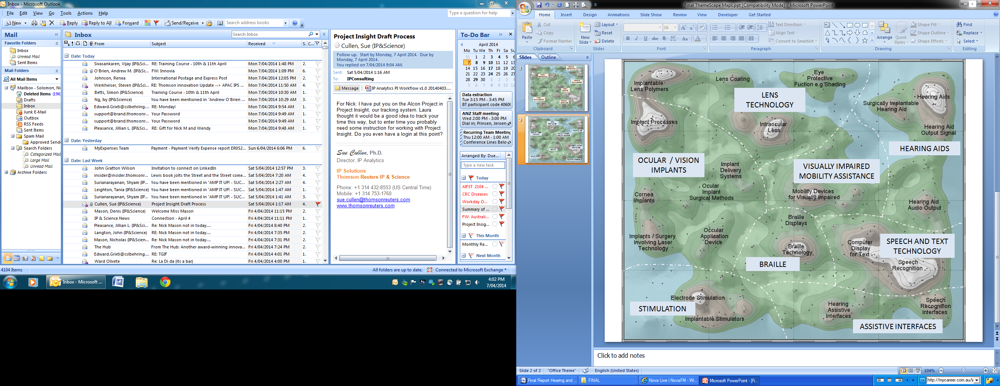 Inbox - Microsoft Outlook
File Edit View Go Tools Actions Help
Type a question for help
New Reply Reply to All Forward Send/Receive Search address books
Mail
Favorite Folders
Inbox
Unread Mail
Sent Items
Mail Folders
All Mail Items
Mailbox - Solomon, Ni
Deleted Items (196)
Drafts
Inbox
Junk E-Mail
Outbox
RSS Feeds
Sent Items
Spam Mail
Approved Send
Search Folders
Categorized Mail
Large Mail
Unread Mail
Archive Folders
Inbox
Search Inbox
From Subject Received S. C..
Date: Today
Sivasankaren, Vijay (IP&Sci... RE: Training Course - 10th & 11th April Mon 7/04/2014 1:48 PM 2.
O'Brien, Andrew M. (IP&Sc... FW: Innovia Mon 7/04/2014 1:09 PM 6.
Johnson, Renea International Postage and Express Post Mon 7/04/2014 12:05 PM 2.
Werkheiser, Steven (IP&Sci... RE: Thomson innovation Update --> APAC IPS ... Mon 7/04/2014 11:50 AM 4.
Betts, Simon (IP&Science) Training Course - 10th & 11th April Mon 7/04/2014 10:30 AM 1.
Ng, Ivy (IP&Science) You have been mentioned in "Andrew O'Brien ... Mon 7/04/2014 10:29 AM 3.
Edward.Grixti@cslbehring.... RE: Monday! Mon 7/04/2014 9:54 AM 1.
support@brand.thomsonr... Your Password Mon 7/04/2014 9:49 AM 1.
support@brand.thomsonr... Your Password Mon 7/04/2014 9:49 AM 1.
Pleasance, Jillian L. (IP&Sci... RE: Gift for Nick M and Wendy Mon 7/04/2014 9:48 AM 1.
Date: Yesterday
MyExpenses Team Payment - Payment Verify Expense report ER052... Sun 6/04/2014 6:06 PM 6.
Date: Last Week
John Gratton Wilson Invitation to connect on LinkedIn Sat 5/04/2014 12:57 PM 3.
insider@insider.thomsonr... Lewis book jolts the Street and the Street come... Sat 5/04/2014 7:20 AM 4.
Surianarayan, Shyam (IP... You have been mentioned in "AMP IT UP! - SUC... Sat 5/04/2014 2:27 AM 4.
Leighton, Tania (IP&Science) You have been mentioned in "AMP IT UP! - SUC... Sat 5/04/2014 1:47 AM 1.
Surianarayan, Shyam (IP... You have been mentioned in "AMP IT UP! - SUC... Sat 5/04/2014 1:41 AM 3.
Cullen, Sue (IP&Science) Project Insight Draft Process Sat 5/04/2014 1:17 AM 4.
Mason, Denis (IP&Science) Welcome Miss Mason Fri 4/04/2014 11:15 PM 2.
IP & Science News Connection - April 4 Fri 4/04/2014 11:11 PM 1.
Pleasance, Jillian L. (IP&Sci... Re: Nick Mason not in today.... Fri 4/04/2014 8:40 PM 2.
Langton, John (IP&Science) RE: Nick Mason not in today.... Fri 4/04/2014 7:35 PM 2.
Mason, Nicholas (IP&Scien... Re: Nick Mason not in today.... Fri 4/04/2014 7:31 PM 2.
The Hub From The Hub: Another award-winning innova... Fri 4/04/2014 7:24 PM 2.
Edward.Grixti@cslbehring.... RE: TGIF Fri 4/04/2014 4:01 PM 1.
Ward Olivete Re: La Di da (its a bar) Fri 4/04/2014 4:00 PM 1.
Project Insight Draft Process
Cullen, Sue (IP&Science)
Follow up. Start by Monday, 7 April 2014. Due by
Monday, 7 April 2014.
You replied on 7/04/2014 9:04 AM.
Sent: Sat 5/04/2014 1:16 AM
To: IPConsulting
Message IP Analytics PI Workflow v1.0 20140403....
For Nick: I have put you on the Alcon Project in
Project Insight, our tracking system. Laura
thought it would be a good idea to track your
time this way, but to enter time you probably
need some instruction for working with Project
Insight. Do you even have a login at this point?
Sue Cullen, Ph.D.
Director, IP Analytics
IP Solutions
Thomson Reuters IP & Science
Phone: +1 314 432-8553 (US Central Time)
Mobile: +1 314 753-1760
sue.cullen@thomsonreuters.com
www.thomsonreuters.com
To-Do Bar
April 2014
Mo Tu We Th Fr Sa Su
31 1 2 3 4 5 6
7 8 9 10 11 12 13
14 15 16 17 18 19 20
21 22 23 24 25 26 27
28 29 30 1 2 3 4
5 6 7 8 9 10 11
Data extraction
Tue 3:15 PM - 3:45 PM
BT participant code 40600
ANZ Staff meeting
Wed 2:00 PM - 3:00 PM
Dial in; Prinsen, Jeroen
Recurring Team Meeting
Thu 12:00 AM - 1:00 AM
Conference Lines Belo
Arranged By: Due...
Type a new task
Today
AIFST 2104 ...
CRC Diseases
Workday O...
Summary of ...
FW: Australi...
Project Insig...
This Month
Monthly Re...
Next Month
4104 Items
All folders are up to date. Connected to Microsoft Exchange
Inbox - Microsoft ...
4:02 PM
7/04/2014
Final ThemeScape Maps.ppt [Compatibility Mode] - Microsoft PowerPoint
Home Insert Design Animations Slide Show Review View Developer Get Started
Paste
Cut
Copy
Format Painter
Clipboard
New
Slide
Layout
Reset
Delete
Slides
16
Font
Text Direction
Align Text
Convert to SmartArt
Paragraph
Arrange
Quick
Styles
Shape Fill
Shape Outline
Shape Effects
Drawing
Find
Replace
Select
Editing
Slides Outline
1
2
Implantable
Lens Polymers
Lens Coating
Eye
Protective
Fuction e.g Shading
LENS
TECHNOLOGY
Hearing Aids
Surgically Implantable
Hearing Aid
Implant Processes
Intraocular
Lens
Hearing Aid
Output Signal
HEARING AIDS
OCULAR / VISION
IMPLANTS
Implant
Delivery
Systems
VISUALLY IMPAIRED
MOBILITY ASSISTANCE
Cornea
Implants
Ocular
Implant
Surgical Methods
Mobility Devices
for Visually Impaired
Hearing Aid
Audio Output
Braille
Displays
Implants / Surgery
Involving Laser
Technology
Occular
Application
Device
Braille
Technology
Computer
Display
for Text
SPEECH AND TEXT
TECHNOLOGY
BRAILLE
Speech
Recognition
Electrode Stimulation
STIMULATION
Implantable Stimulators
Hearing
Assistive
Interfaces
Speech
Recognition
Interfaces
ASSISTIVE INTERFACES
Click to add notes
Slide 2 of 2 "Office Theme" English (United States) 104%
Final Report Hearing and ... FINAL Nova Live | NovaFM - Wi... Microsoft PowerPoint - [Fi... http://mycareer.com.au/j